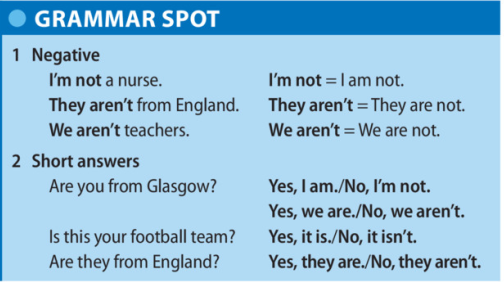 GRAMMAR SPOT
1 Negative
I’m not a nurse. I’m not = I am not.
They aren’t from England. They aren’t = They are not.
We aren’t teachers. We aren’t = We are not.
2 Short answers
Are you from Glasgow? Yes, I am./No, I’m not.
Yes, we are./No, we aren’t.
Is this your football team? Yes, it is./No, it isn’t.
Are they from England? Yes, they are./No, they aren’t.